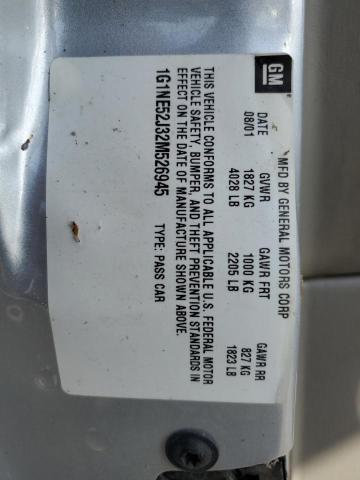 GM
MFD BY GENERAL MOTORS CORP
DATE GVWR GAWR FRT GAWR RR
08/01 1827 KG 1000 KG 827 KG
4028 LB 2205 LB 1823 LB
THIS VEHICLE CONFORMS TO ALL APPLICABLE U.S. FEDERAL MOTOR
VEHICLE SAFETY, BUMPER, AND THEFT PREVENTION STANDARDS IN
EFFECT ON THE DATE OF MANUFACTURE SHOWN ABOVE.
1G1NE52J32M526945 TYPE: PASS CAR